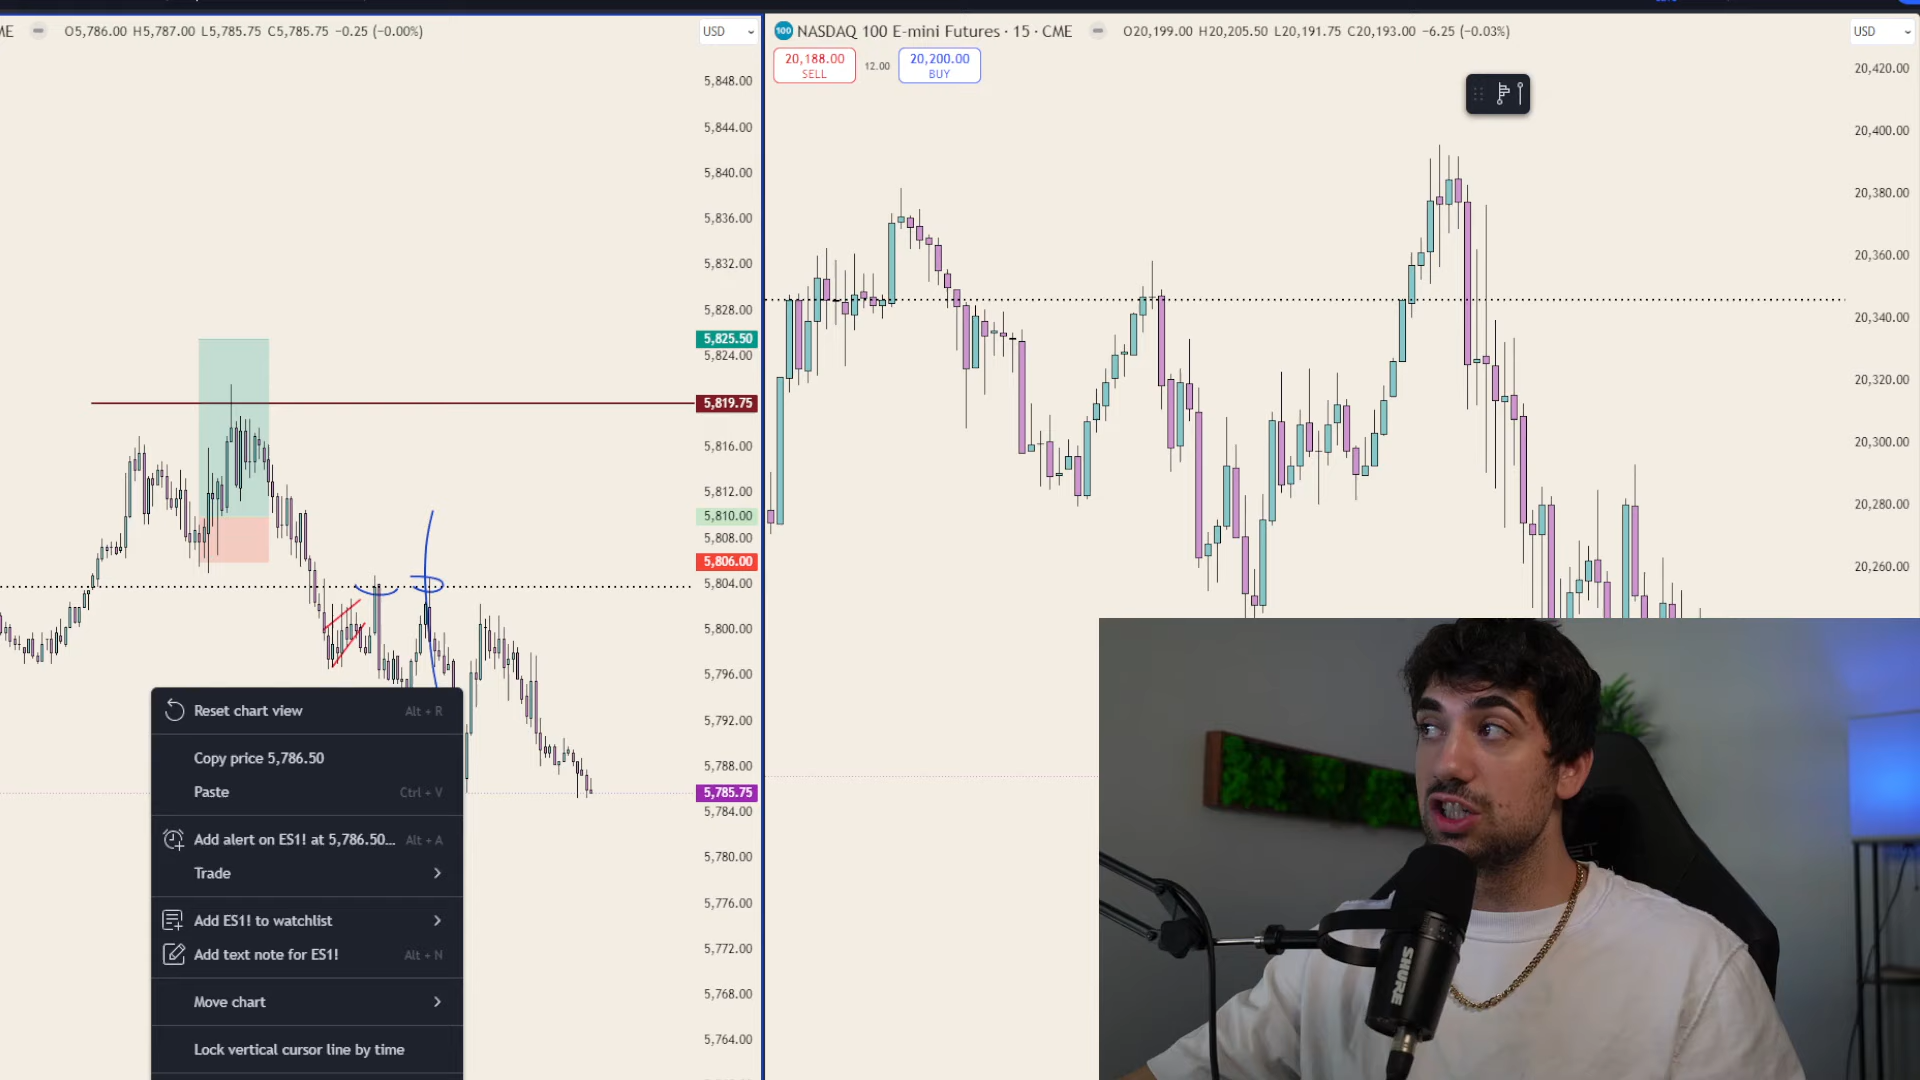 ME
O5,786.00 H5,787.00 L5,785.75 C5,785.75 −0.25 (−0.00%)
USD
5,848.00
5,844.00
5,840.00
5,836.00
5,832.00
5,828.00
5,825.50
5,824.00
5,819.75
5,816.00
5,812.00
5,810.00
5,808.00
5,806.00
5,804.00
5,800.00
5,796.00
5,792.00
5,788.00
5,785.75
5,784.00
5,780.00
5,776.00
5,772.00
5,768.00
5,764.00
Reset chart view Alt + R
Copy price 5,786.50
Paste Ctrl + V
Add alert on ES1! at 5,786.50... Alt + A
Trade
Add ES1! to watchlist
Add text note for ES1! Alt + N
Move chart
Lock vertical cursor line by time
100 NASDAQ 100 E-mini Futures · 15 · CME O20,199.00 H20,205.50 L20,191.75 C20,193.00 −6.25 (−0.03%)
USD
20,188.00
SELL
12.00
20,200.00
BUY
20,420.00
20,400.00
20,380.00
20,360.00
20,340.00
20,320.00
20,300.00
20,280.00
20,260.00
SHURE